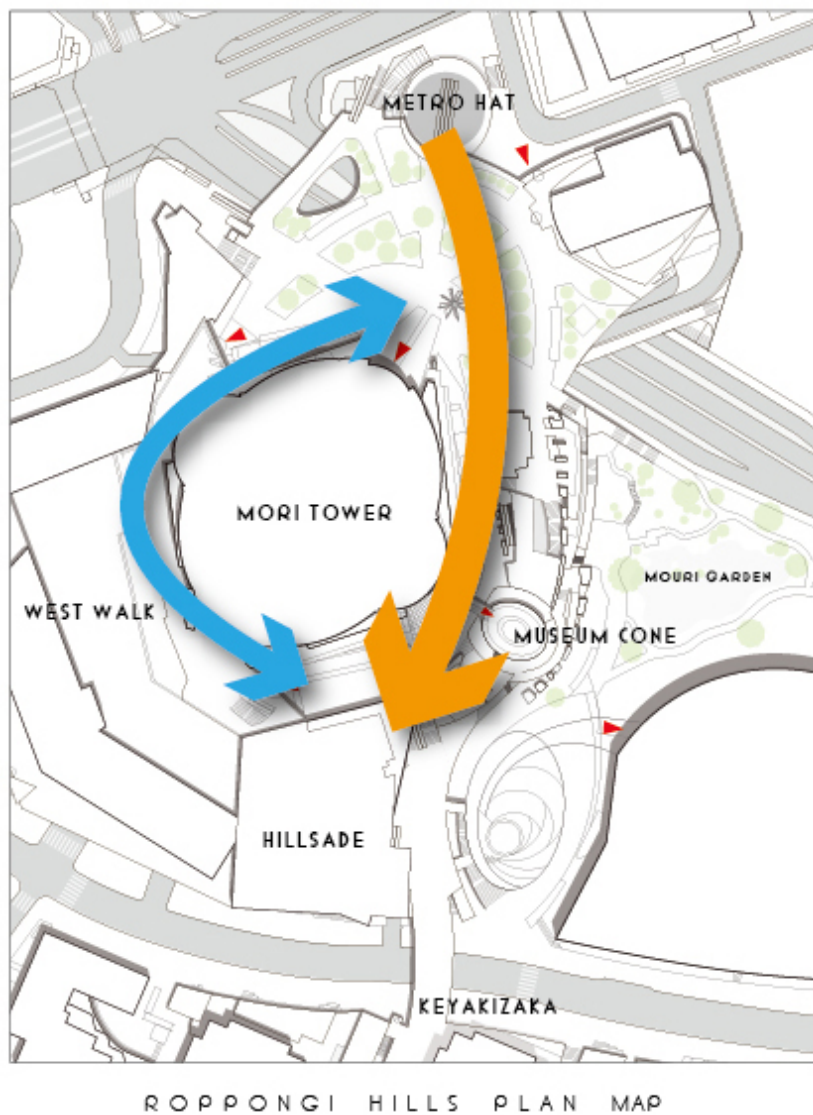 METRO HAT
MORI TOWER
MOURI GARDEN
WEST WALK
MUSEUM CONE
HILLSADE
KEYAKIZAKA
ROPPONGI HILLS PLAN MAP